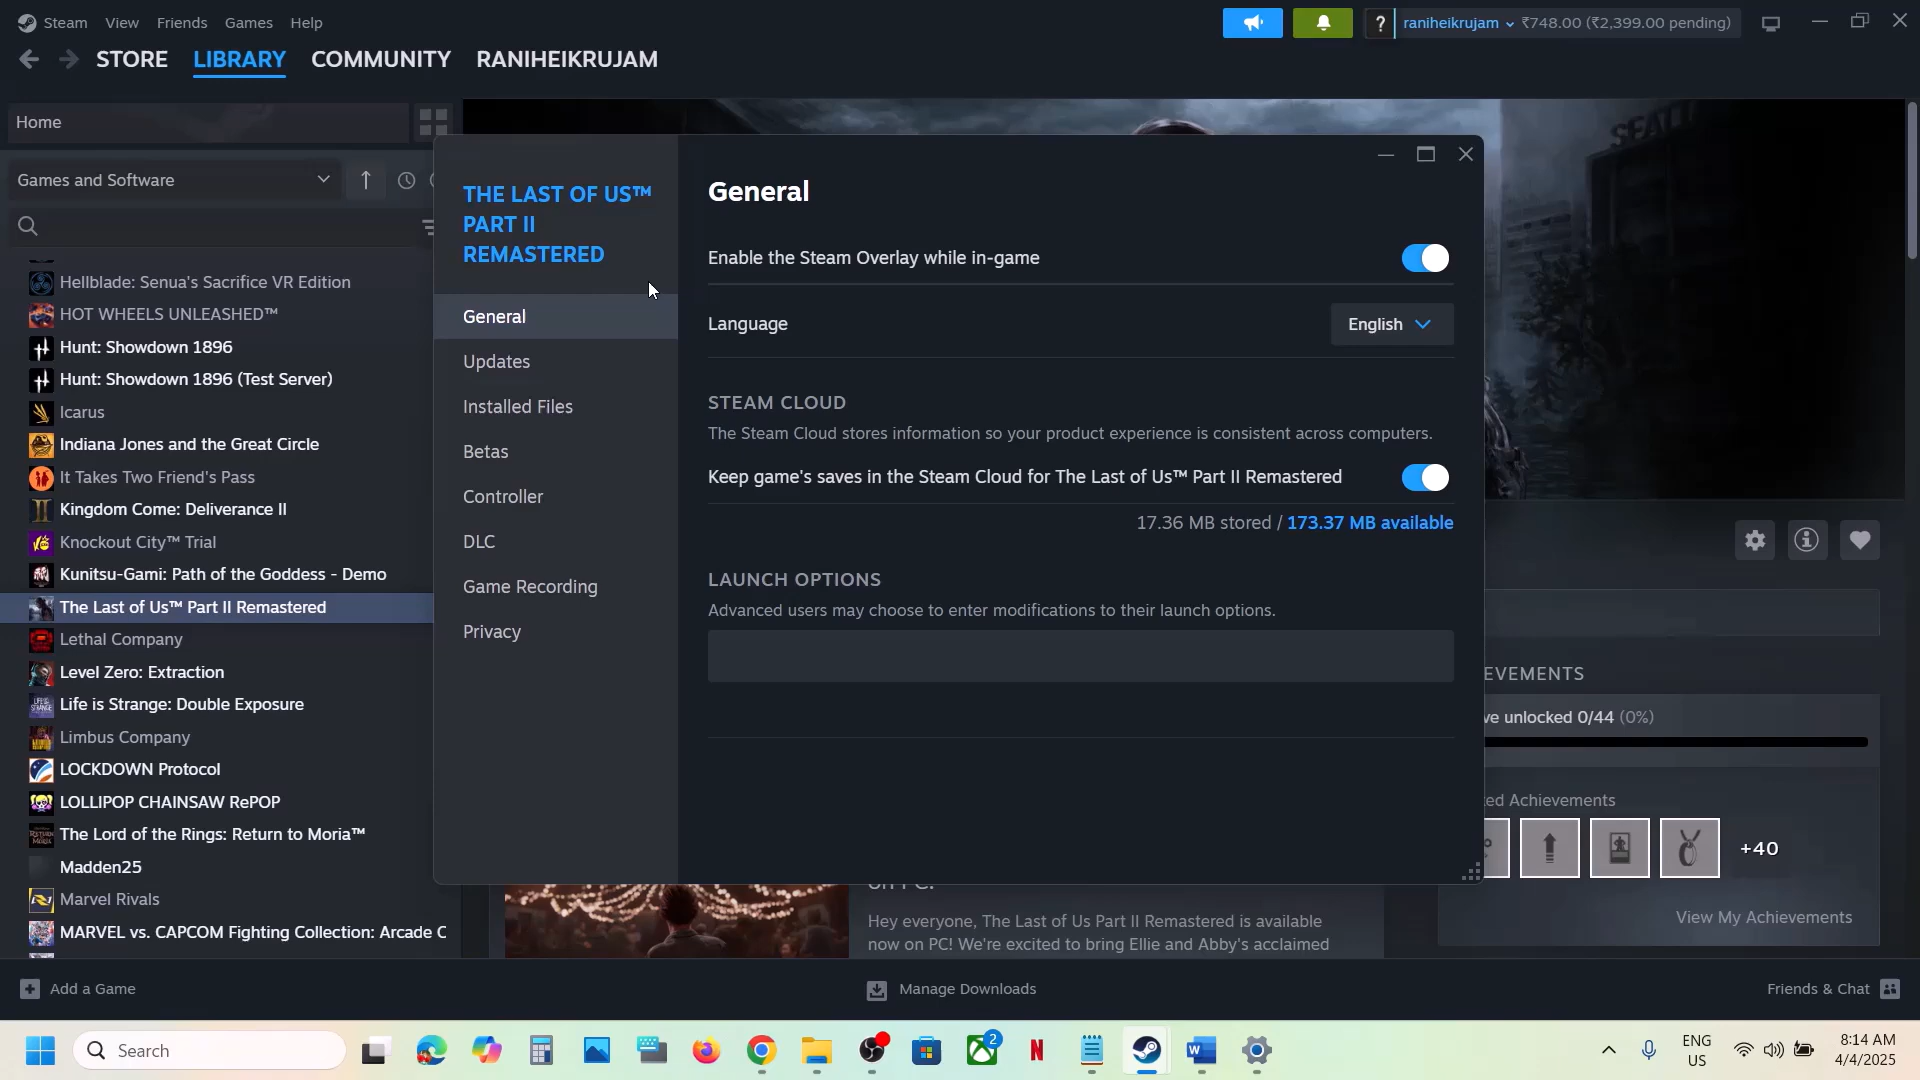 Steam View Friends Games Help
? raniheikrujam ₹748.00 (₹2,399.00 pending)
STORE LIBRARY COMMUNITY RANIHEIKRUJAM
SEATTL
Home
Games and Software
Hellblade: Senua's Sacrifice VR Edition
HOT WHEELS UNLEASHED™
Hunt: Showdown 1896
Hunt: Showdown 1896 (Test Server)
Icarus
Indiana Jones and the Great Circle
It Takes Two Friend's Pass
Kingdom Come: Deliverance II
Knockout City™ Trial
Kunitsu-Gami: Path of the Goddess - Demo
The Last of Us™ Part II Remastered
Lethal Company
Level Zero: Extraction
Life is Strange: Double Exposure
Limbus Company
LOCKDOWN Protocol
LOLLIPOP CHAINSAW RePOP
The Lord of the Rings: Return to Moria™
Madden25
Marvel Rivals
MARVEL vs. CAPCOM Fighting Collection: Arcade C
THE LAST OF US™
PART II
REMASTERED
General
Updates
Installed Files
Betas
Controller
DLC
Game Recording
Privacy
General
Enable the Steam Overlay while in-game
Language English
STEAM CLOUD
The Steam Cloud stores information so your product experience is consistent across computers.
Keep game's saves in the Steam Cloud for The Last of Us™ Part II Remastered
17.36 MB stored / 173.37 MB available
LAUNCH OPTIONS
Advanced users may choose to enter modifications to their launch options.
EVEMENTS
ve unlocked 0/44 (0%)
ed Achievements
+40
View My Achievements
on PC!
Hey everyone, The Last of Us Part II Remastered is available
now on PC! We're excited to bring Ellie and Abby's acclaimed
Add a Game
Manage Downloads
Friends & Chat
Search
2
ENG
US
8:14 AM
4/4/2025